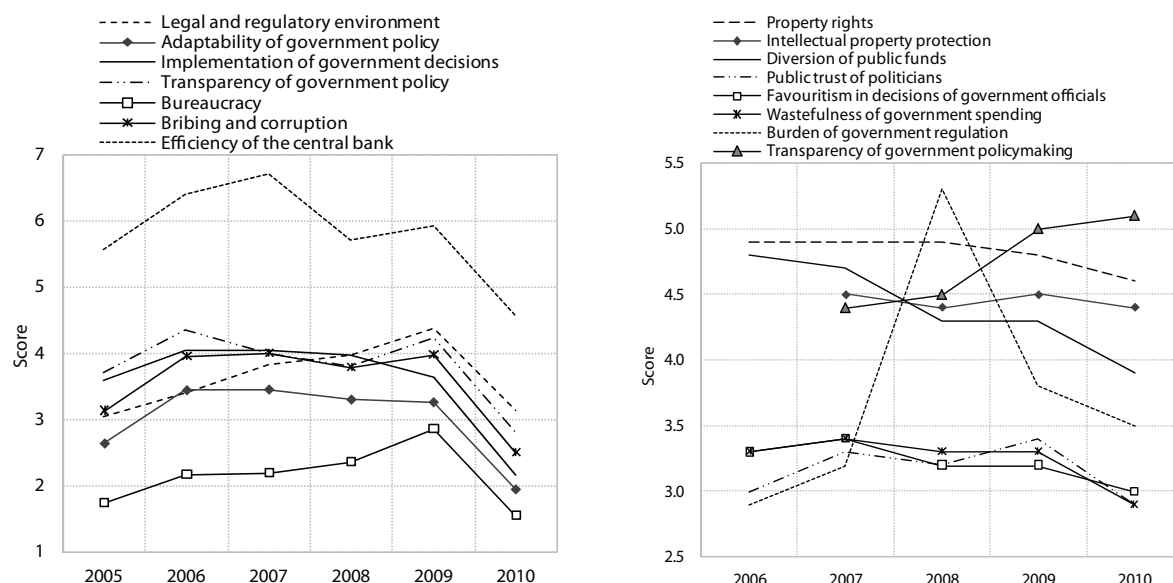 Legal and regulatory environment
Adaptability of government policy
Implementation of government decisions
Transparency of government policy
Bureaucracy
Bribing and corruption
Efficiency of the central bank
7
6
5
4
3
2
1
Score
2005 2006 2007 2008 2009 2010
Property rights
Intellectual property protection
Diversion of public funds
Public trust of politicians
Favouritism in decisions of government officials
Wastefulness of government spending
Burden of government regulation
Transparency of government policymaking
5.5
5.0
4.5
4.0
3.5
3.0
2.5
Score
2006 2007 2008 2009 2010